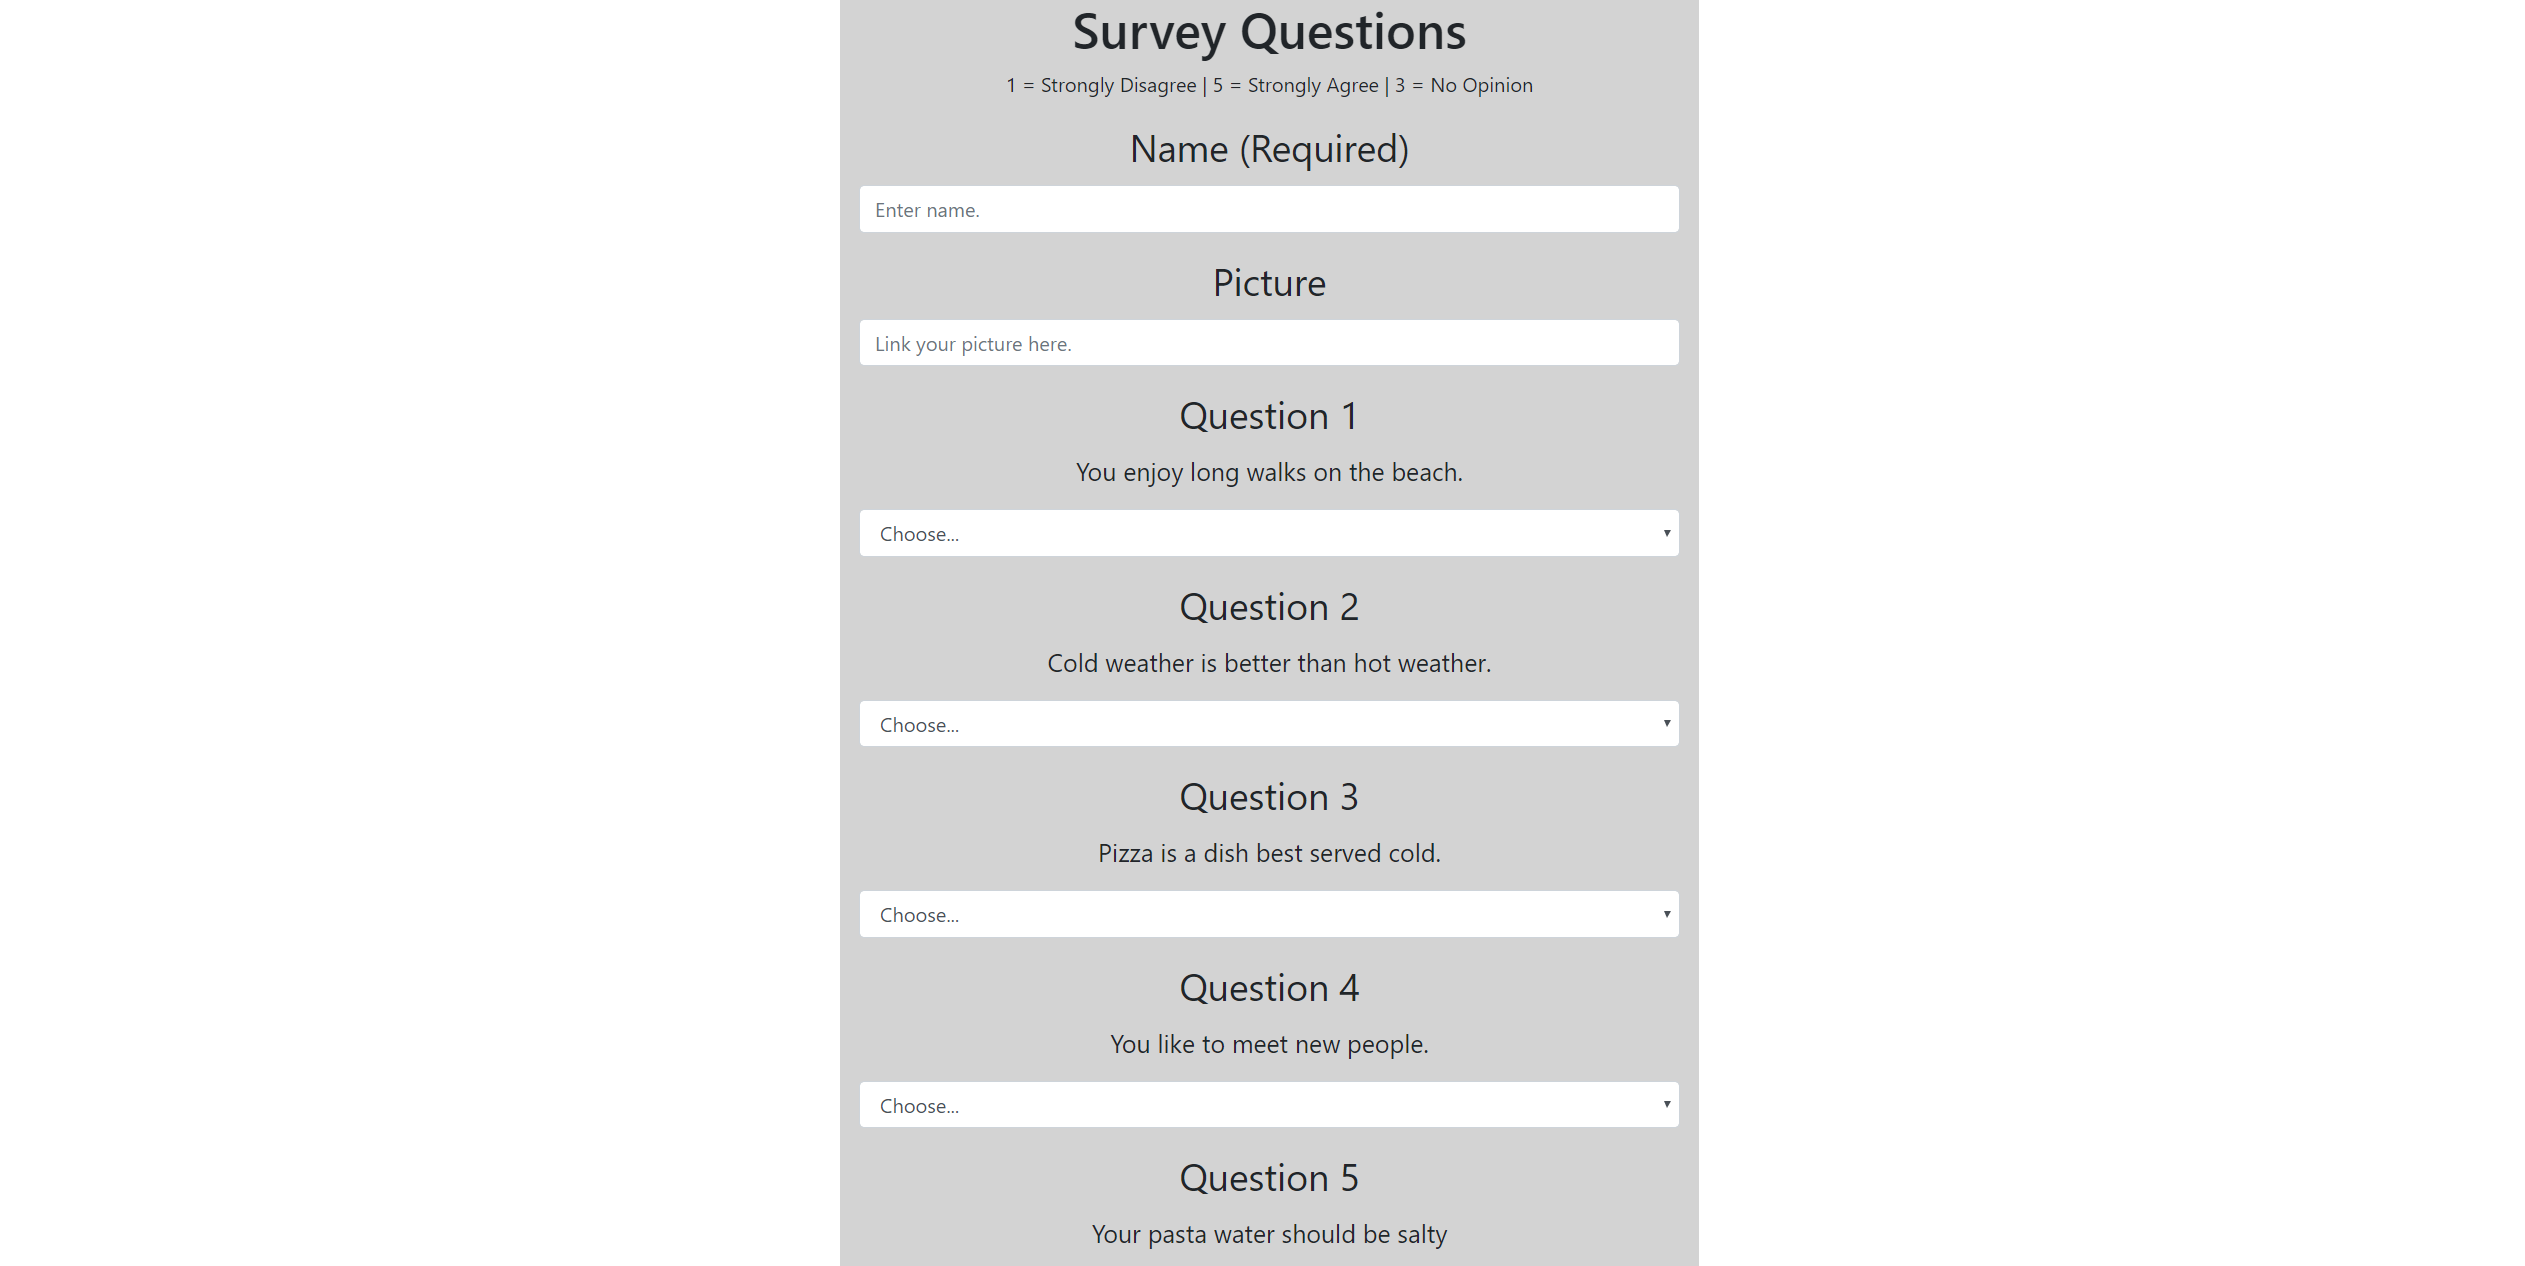 Survey Questions
1 = Strongly Disagree | 5 = Strongly Agree | 3 = No Opinion
Name (Required)
Enter name.
Picture
Link your picture here.
Question 1
You enjoy long walks on the beach.
Choose...
Question 2
Cold weather is better than hot weather.
Choose...
Question 3
Pizza is a dish best served cold.
Choose...
Question 4
You like to meet new people.
Choose...
Question 5
Your pasta water should be salty